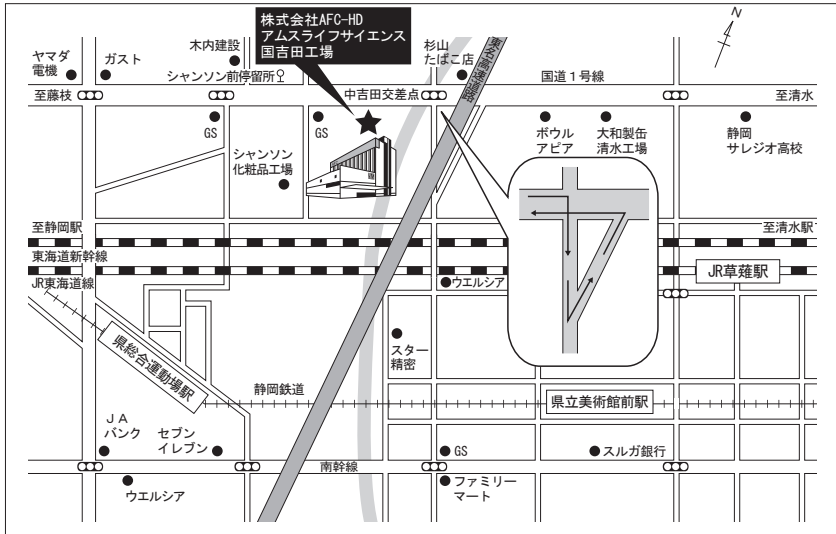 株式会社AFC-HD
アムスライフサイエンス
国吉田工場
N
木内建設
杉山
たばこ店
東名高速道路
ヤマダ
電機
ガスト
シャンソン前停留所
国道1号線
至藤枝
中吉田交差点
至清水
GS
GS
ボウル
アピア
大和製缶
清水工場
静岡
サレジオ高校
シャンソン
化粧品工場
至静岡駅
至清水駅
東海道新幹線
JR東海道線
ウエルシア
JR草薙駅
県総合運動場駅
スター
精密
静岡鉄道
県立美術館前駅
JA
バンク
セブン
イレブン
GS
スルガ銀行
南幹線
ウエルシア
ファミリー
マート